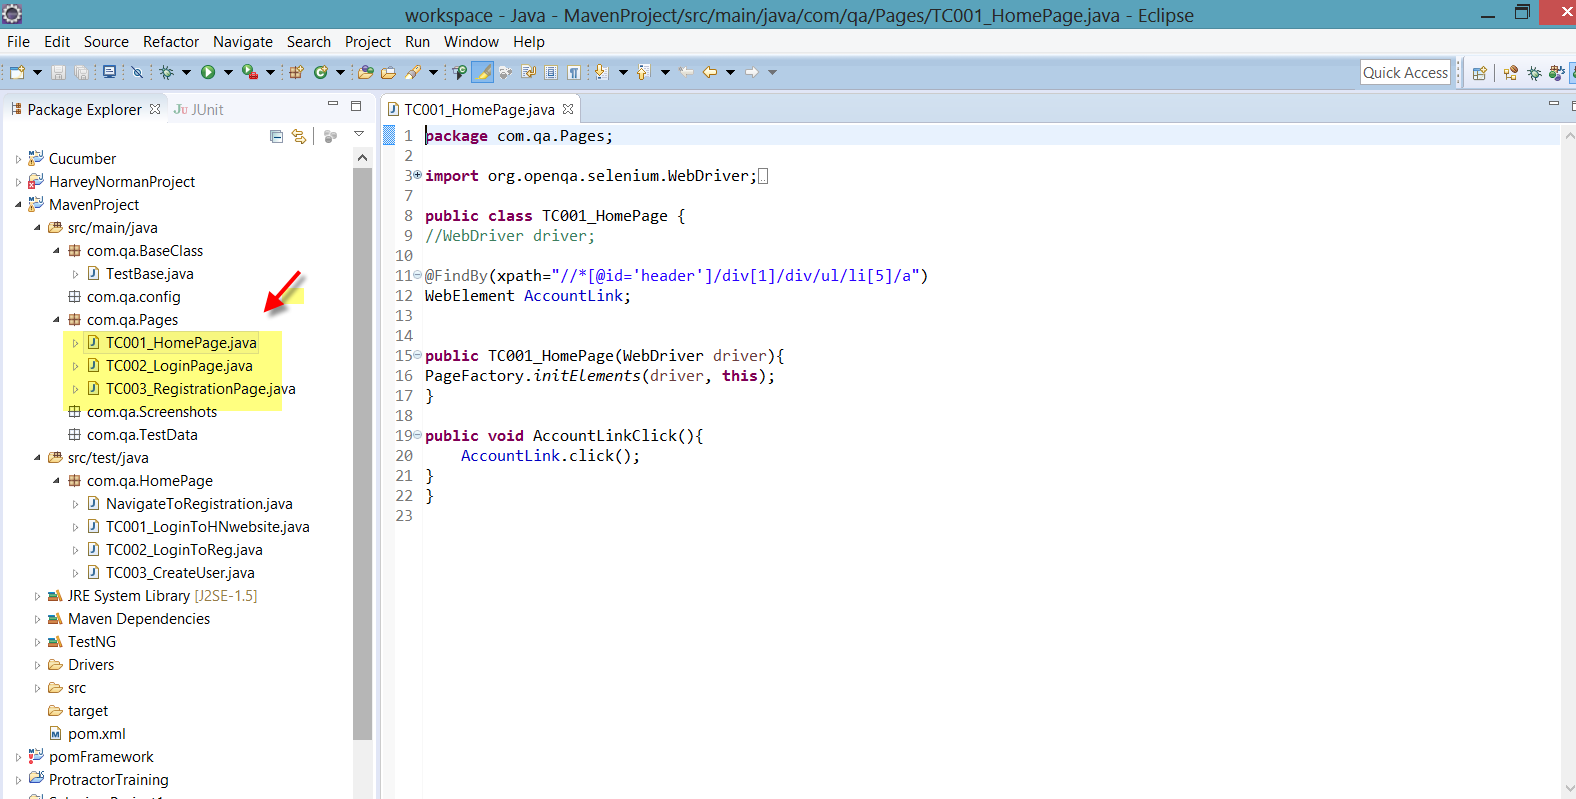 workspace - Java - MavenProject/src/main/java/com/qa/Pages/TC001_HomePage.java - Eclipse
File Edit Source Refactor Navigate Search Project Run Window Help
Quick Access
Package Explorer
JUnit
Cucumber
HarveyNormanProject
MavenProject
src/main/java
com.qa.BaseClass
TestBase.java
com.qa.config
com.qa.Pages
TC001_HomePage.java
TC002_LoginPage.java
TC003_RegistrationPage.java
com.qa.Screenshots
com.qa.TestData
src/test/java
com.qa.HomePage
NavigateToRegistration.java
TC001_LoginToHNwebsite.java
TC002_LoginToReg.java
TC003_CreateUser.java
JRE System Library [J2SE-1.5]
Maven Dependencies
TestNG
Drivers
src
target
pom.xml
pomFramework
ProtractorTraining
TC001_HomePage.java
1 package com.qa.Pages;
2
3 import org.openqa.selenium.WebDriver;
7
8 public class TC001_HomePage {
9 //WebDriver driver;
10
11 @FindBy(xpath="//*[@id='header']/div[1]/div/ul/li[5]/a")
12 WebElement AccountLink;
13
14
15 public TC001_HomePage(WebDriver driver){
16 PageFactory.initElements(driver, this);
17 }
18
19 public void AccountLinkClick(){
20 AccountLink.click();
21 }
22 }
23